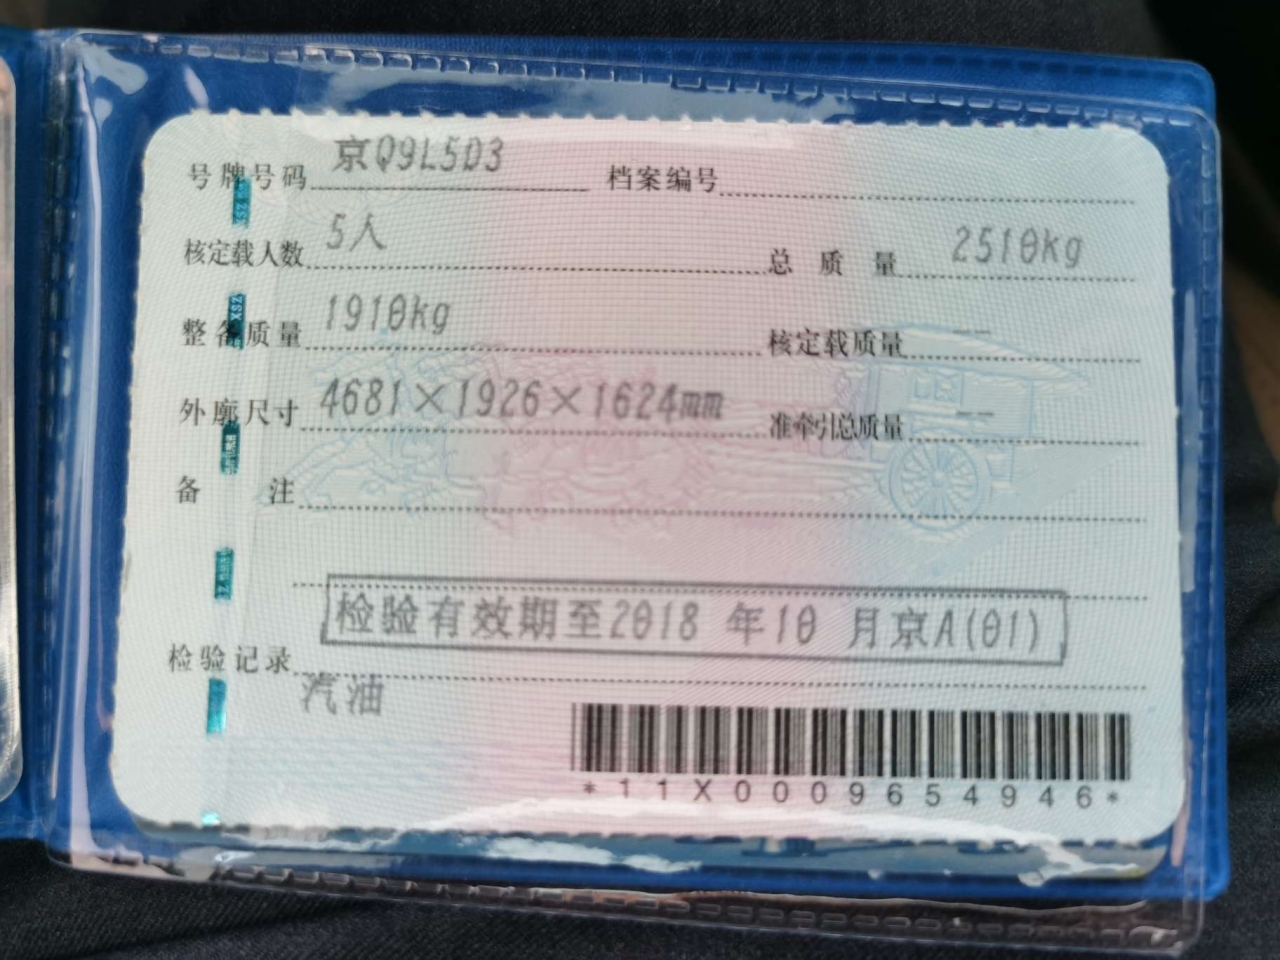 号牌号码 京Q9L5D3 档案编号
核定载人数 5人 总质量 2510kg
整备质量 1910kg 核定载质量 --
外廓尺寸 4681×1926×1624mm 准牵引总质量 --
备注
检验有效期至2018 年10 月京A(01)
检验记录
汽油
*11X0009654946*